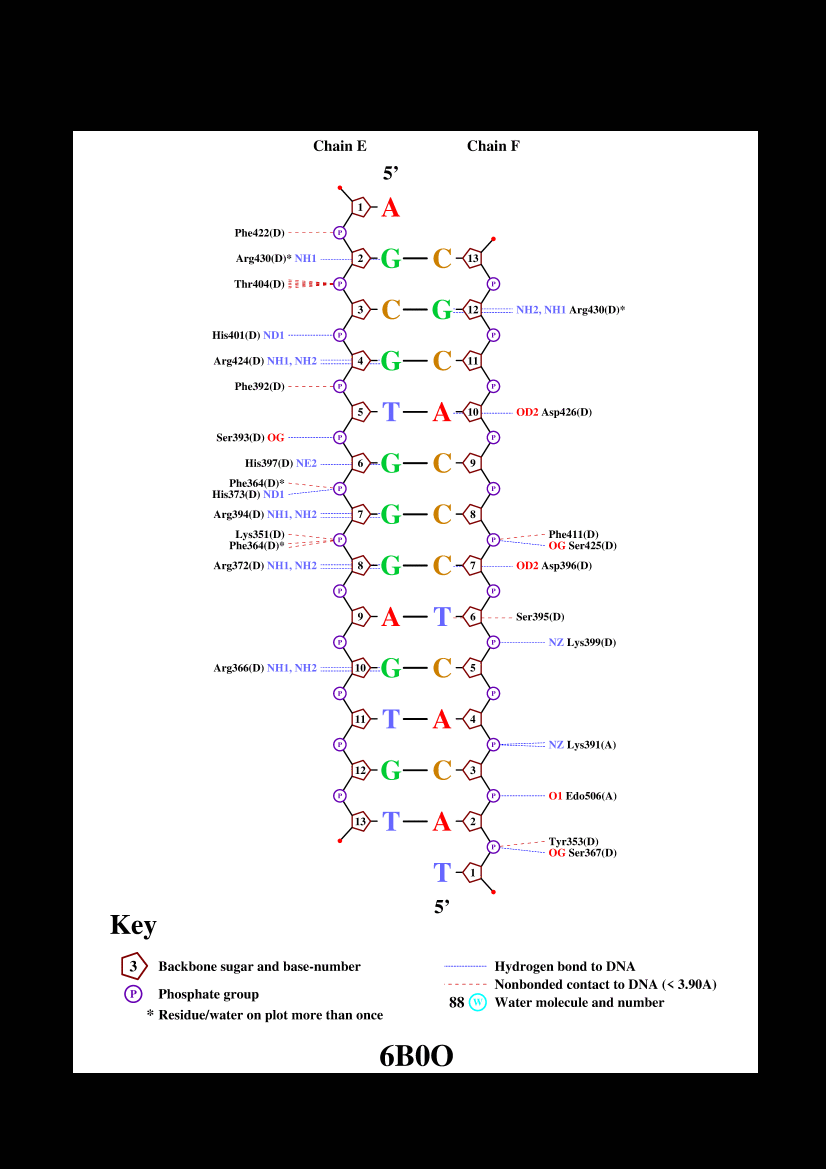 Chain E Chain F
5’
1 A
P
Phe422(D)
Arg430(D)* NH1 2 G C 13
Thr404(D) P P
3 C G 12 NH2, NH1 Arg430(D)*
His401(D) ND1 P P
Arg424(D) NH1, NH2 4 G C 11
Phe392(D) P P
5 T A 10 OD2 Asp426(D)
Ser393(D) OG P P
His397(D) NE2 6 G C 9
Phe364(D)*
His373(D) ND1 P P
Arg394(D) NH1, NH2 7 G C 8
Lys351(D) P P Phe411(D)
Phe364(D)* OG Ser425(D)
Arg372(D) NH1, NH2 8 G C 7 OD2 Asp396(D)
P P
9 A T 6 Ser395(D)
P P NZ Lys399(D)
Arg366(D) NH1, NH2 10 G C 5
P P
11 T A 4
P P NZ Lys391(A)
12 G C 3
P P O1 Edo506(A)
13 T A 2
P Tyr353(D)
OG Ser367(D)
T 1
5’
Key
3 Backbone sugar and base-number
P Phosphate group
* Residue/water on plot more than once
Hydrogen bond to DNA
Nonbonded contact to DNA (< 3.90A)
88 W Water molecule and number
6B0O